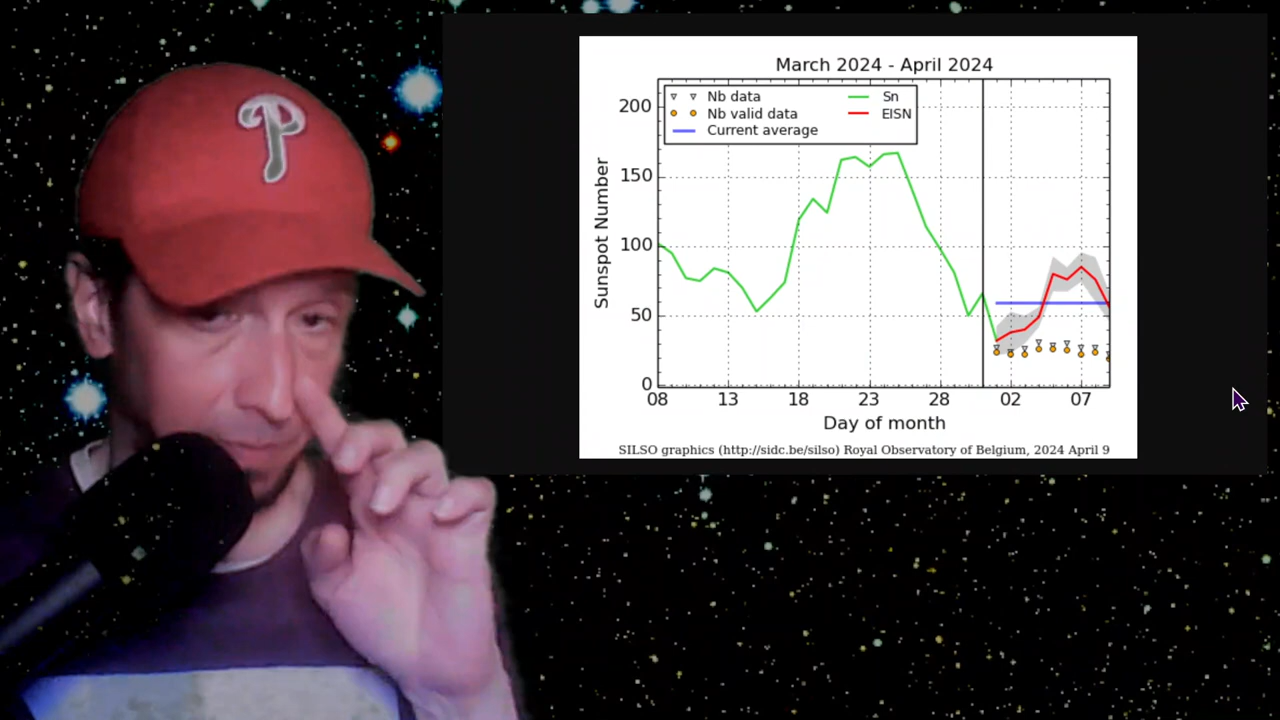 P
March 2024 - April 2024
Nb data
Nb valid data
Current average
Sn
EISN
200
150
100
50
0
Sunspot Number
08 13 18 23 28 02 07
Day of month
SILSO graphics (http://sidc.be/silso) Royal Observatory of Belgium, 2024 April 9